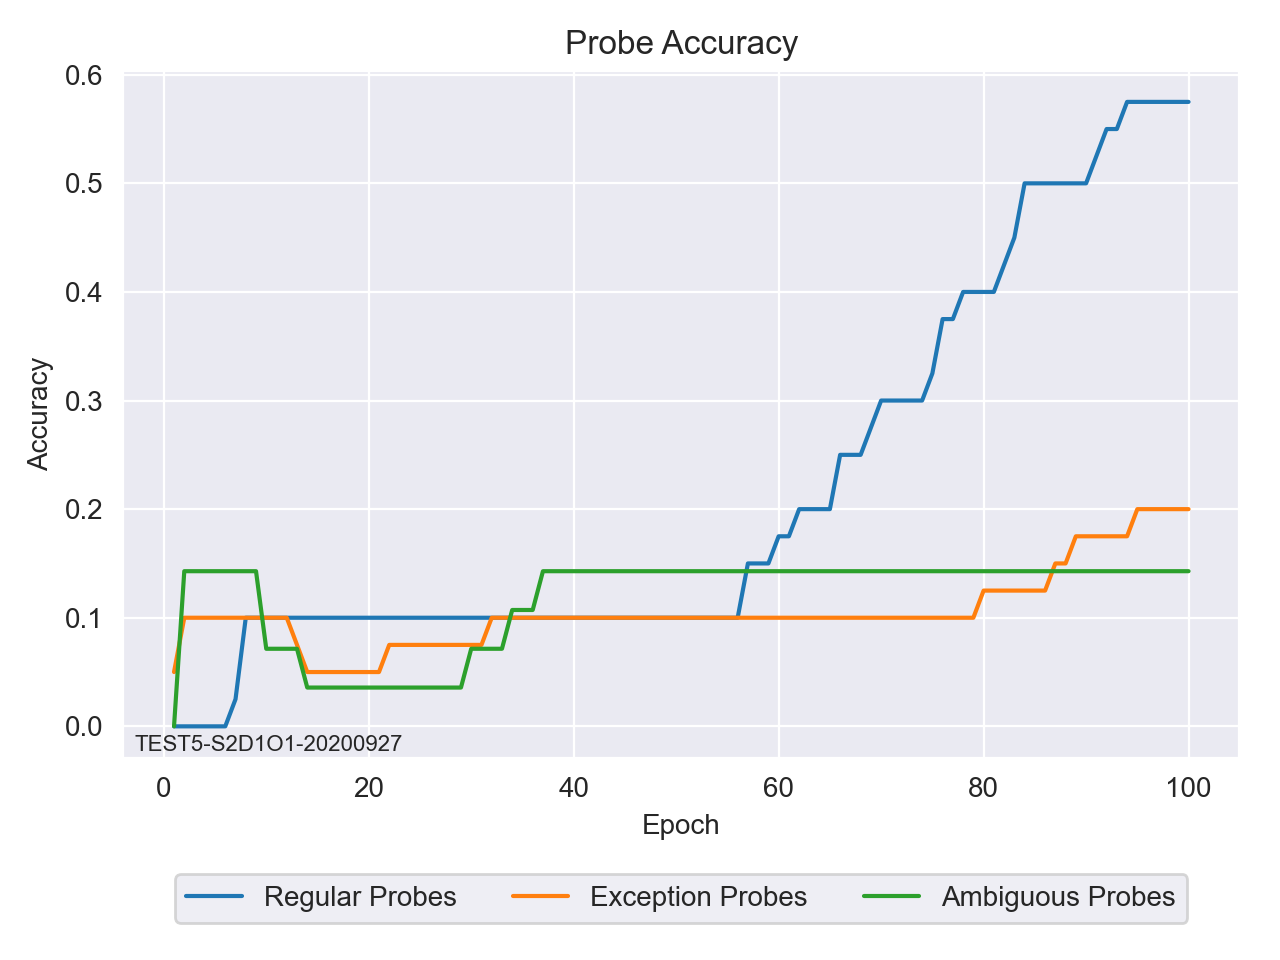 Probe Accuracy
0.6
0.5
0.4
0.3
0.2
0.1
0.0
Accuracy
TEST5-S2D1O1-20200927
0 20 40 60 80 100
Epoch
Regular Probes Exception Probes Ambiguous Probes